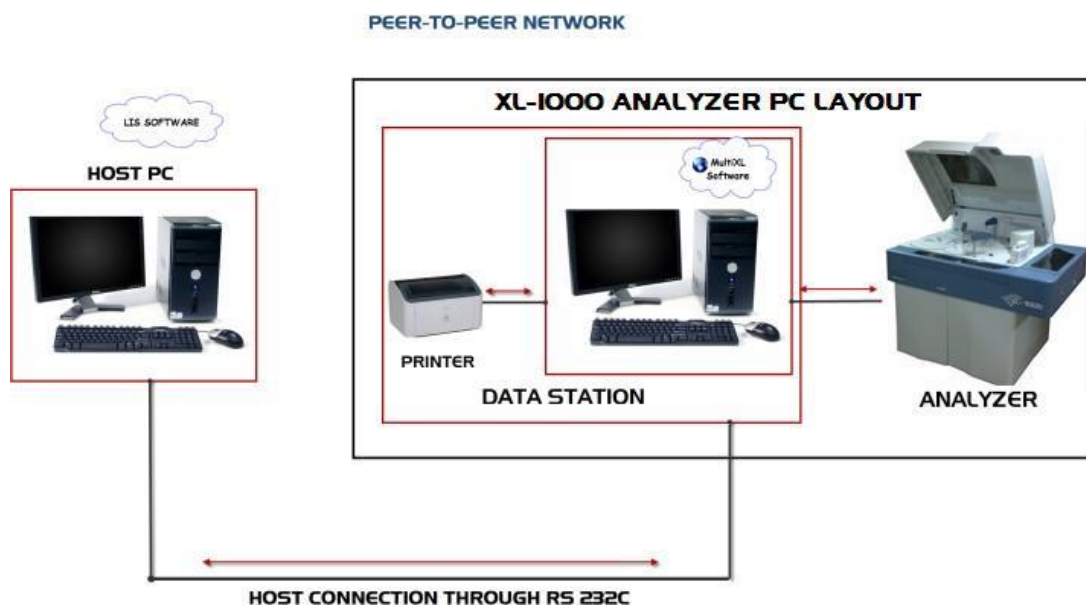 PEER-TO-PEER NETWORK
XL-1000 ANALYZER PC LAYOUT
LIS SOFTWARE
HOST PC
MultiXL
Software
PRINTER
DATA STATION
ANALYZER
HOST CONNECTION THROUGH RS 232C